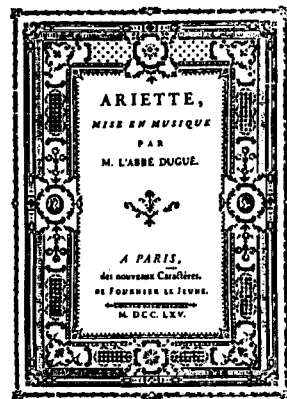 ARIETTE,
MISE EN MUSIQUE
PAR
M. L'ABBÉ DUGUÉ.
A PARIS,
des nouveaux Caractères.
DE FOURNIER LE JEUNE.
M. DCC. LXV.